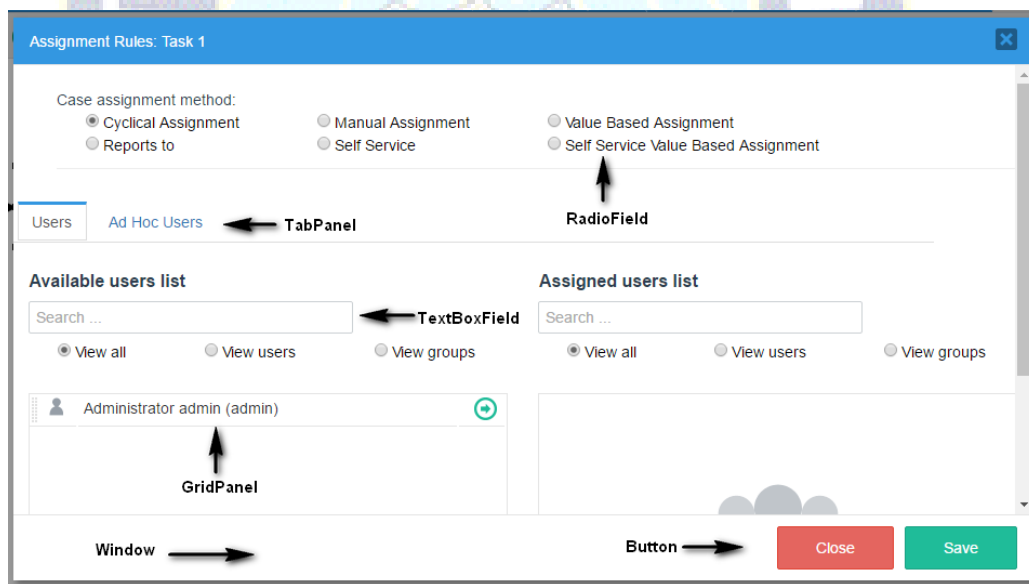 Assignment Rules: Task 1
Case assignment method:
Cyclical Assignment Manual Assignment Value Based Assignment
Reports to Self Service Self Service Value Based Assignment
RadioField
Users Ad Hoc Users TabPanel
Available users list Assigned users list
Search ... TextBoxField Search ...
View all View users View groups View all View users View groups
Administrator admin (admin)
GridPanel
Window Button Close Save